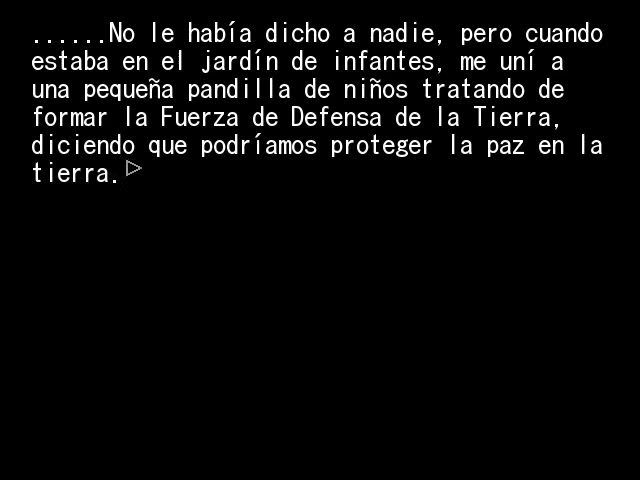 ......No le había dicho a nadie, pero cuando
estaba en el jardín de infantes, me uní a
una pequeña pandilla de niños tratando de
formar la Fuerza de Defensa de la Tierra,
diciendo que podríamos proteger la paz en la
tierra.